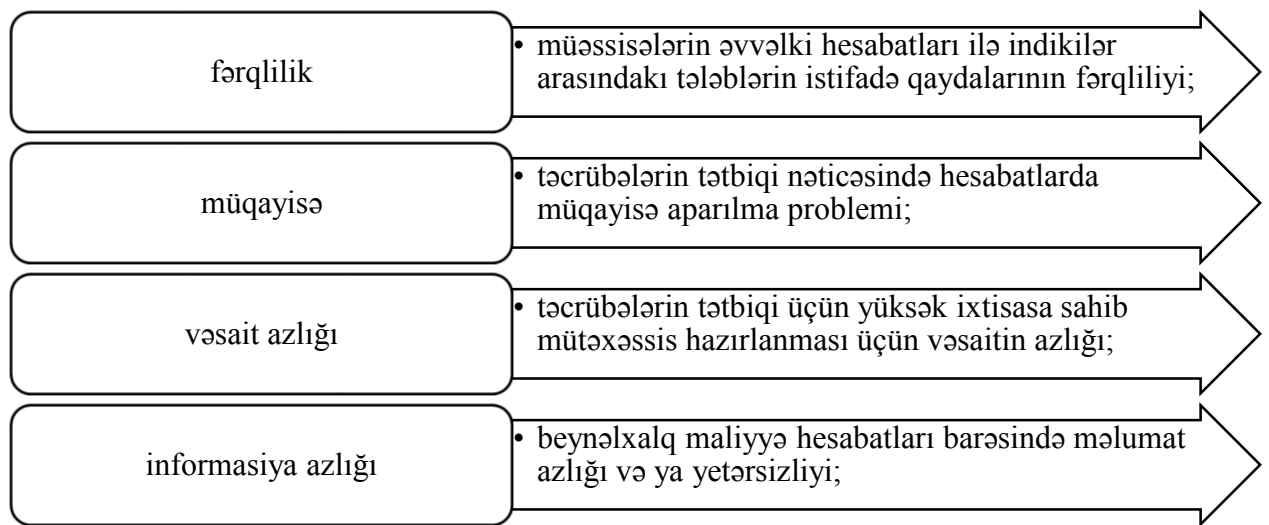 fərqlilik
• müəssisələrin əvvəlki hesabatları ilə indikilər
arasındakı tələblərin istifadə qaydalarının fərqliliyi;
müqayisə
• təcrübələrin tətbiqi nəticəsində hesabatlarda
müqayisə aparılma problemi;
vəsait azlığı
• təcrübələrin tətbiqi üçün yüksək ixtisasa sahib
mütəxəssis hazırlanması üçün vəsaitin azlığı;
informasiya azlığı
• beynəlxalq maliyyə hesabatları barəsində məlumat
azlığı və ya yetərsizliyi;